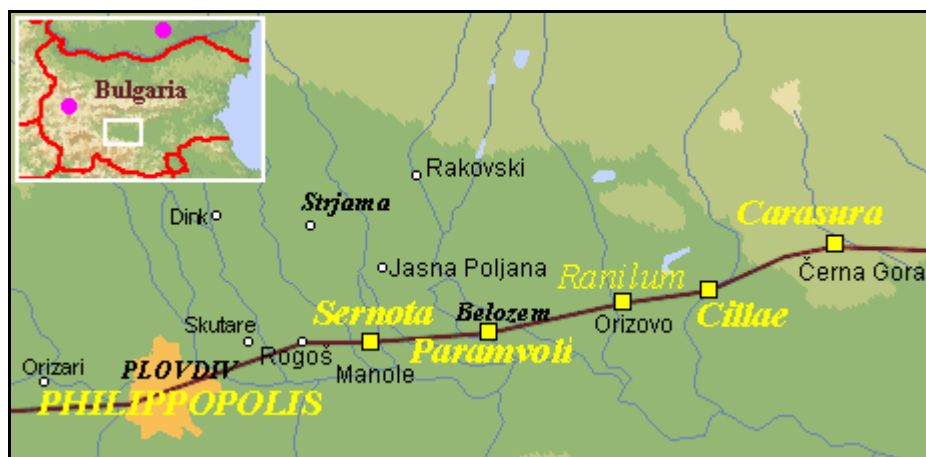 Bulgaria
Rakovski
Strjama
Dink
Carasura
Jasna Poljana
Ranilum
Černa Gora
Cillae
Sernota
Belozem
Orizovo
Skutare
Rogoš
Paramvoli
Orizari
PLOVDIV
Manole
PHILIPPOPOLIS